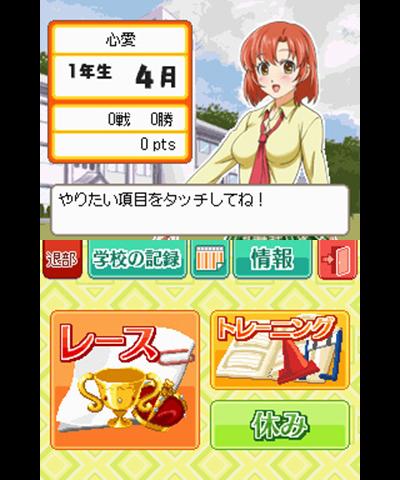 心愛
1年生 4月
0戦 0勝
0 pts
やりたい項目をタッチしてね！
退部 学校の記録 情報
レース
トレーニング
休み